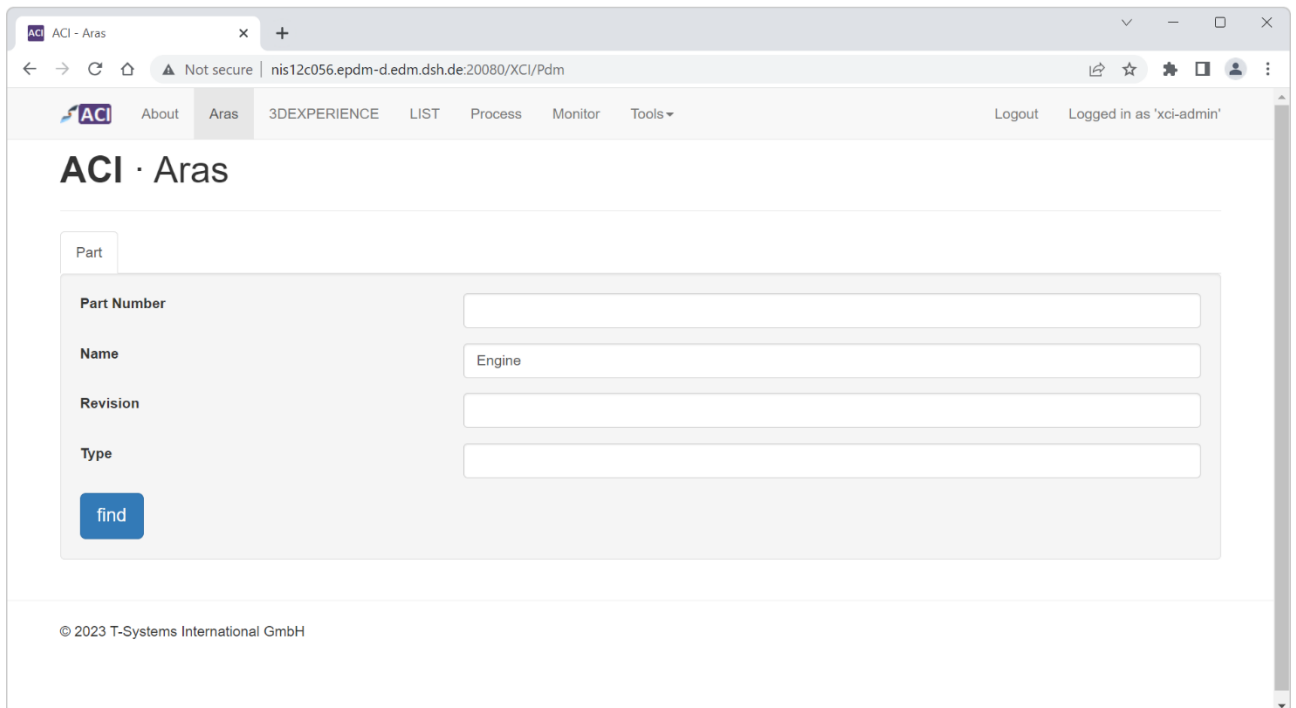 ACI ACI - Aras
Not secure nis12c056.epdm-d.edm.dsh.de:20080/XCI/Pdm
ACI About Aras 3DEXPERIENCE LIST Process Monitor Tools Logout Logged in as 'xci-admin'
ACI · Aras
Part
Part Number
Name Engine
Revision
Type
find
© 2023 T-Systems International GmbH